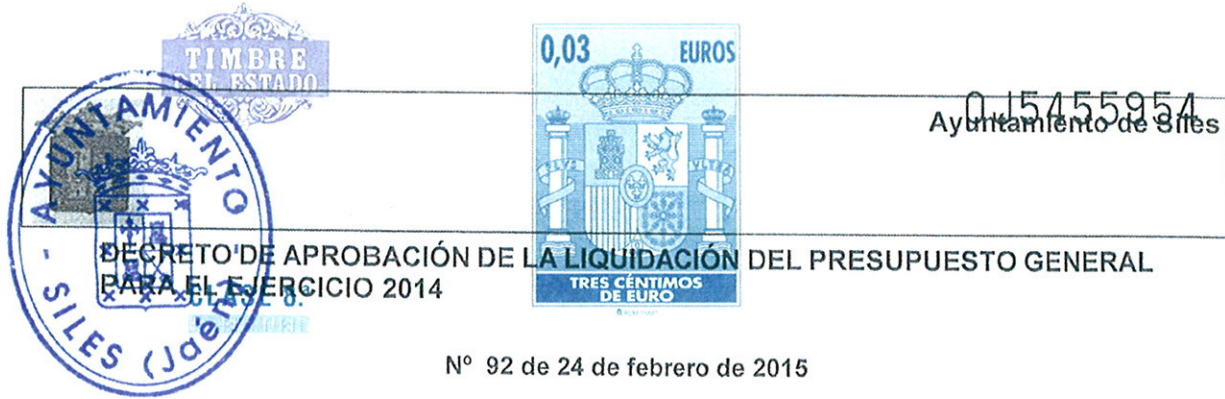 TIMBRE
DEL ESTADO
0,03 EUROS
PLVS VLTRA
TRES CÉNTIMOS
DE EURO
0J5455954
Ayuntamiento de Siles
AYUNTAMIENTO
- SILES (Jaén) -
DECRETO DE APROBACIÓN DE LA LIQUIDACIÓN DEL PRESUPUESTO GENERAL
PARA EL EJERCICIO 2014
CLASE 8.ª
Nº 92 de 24 de febrero de 2015